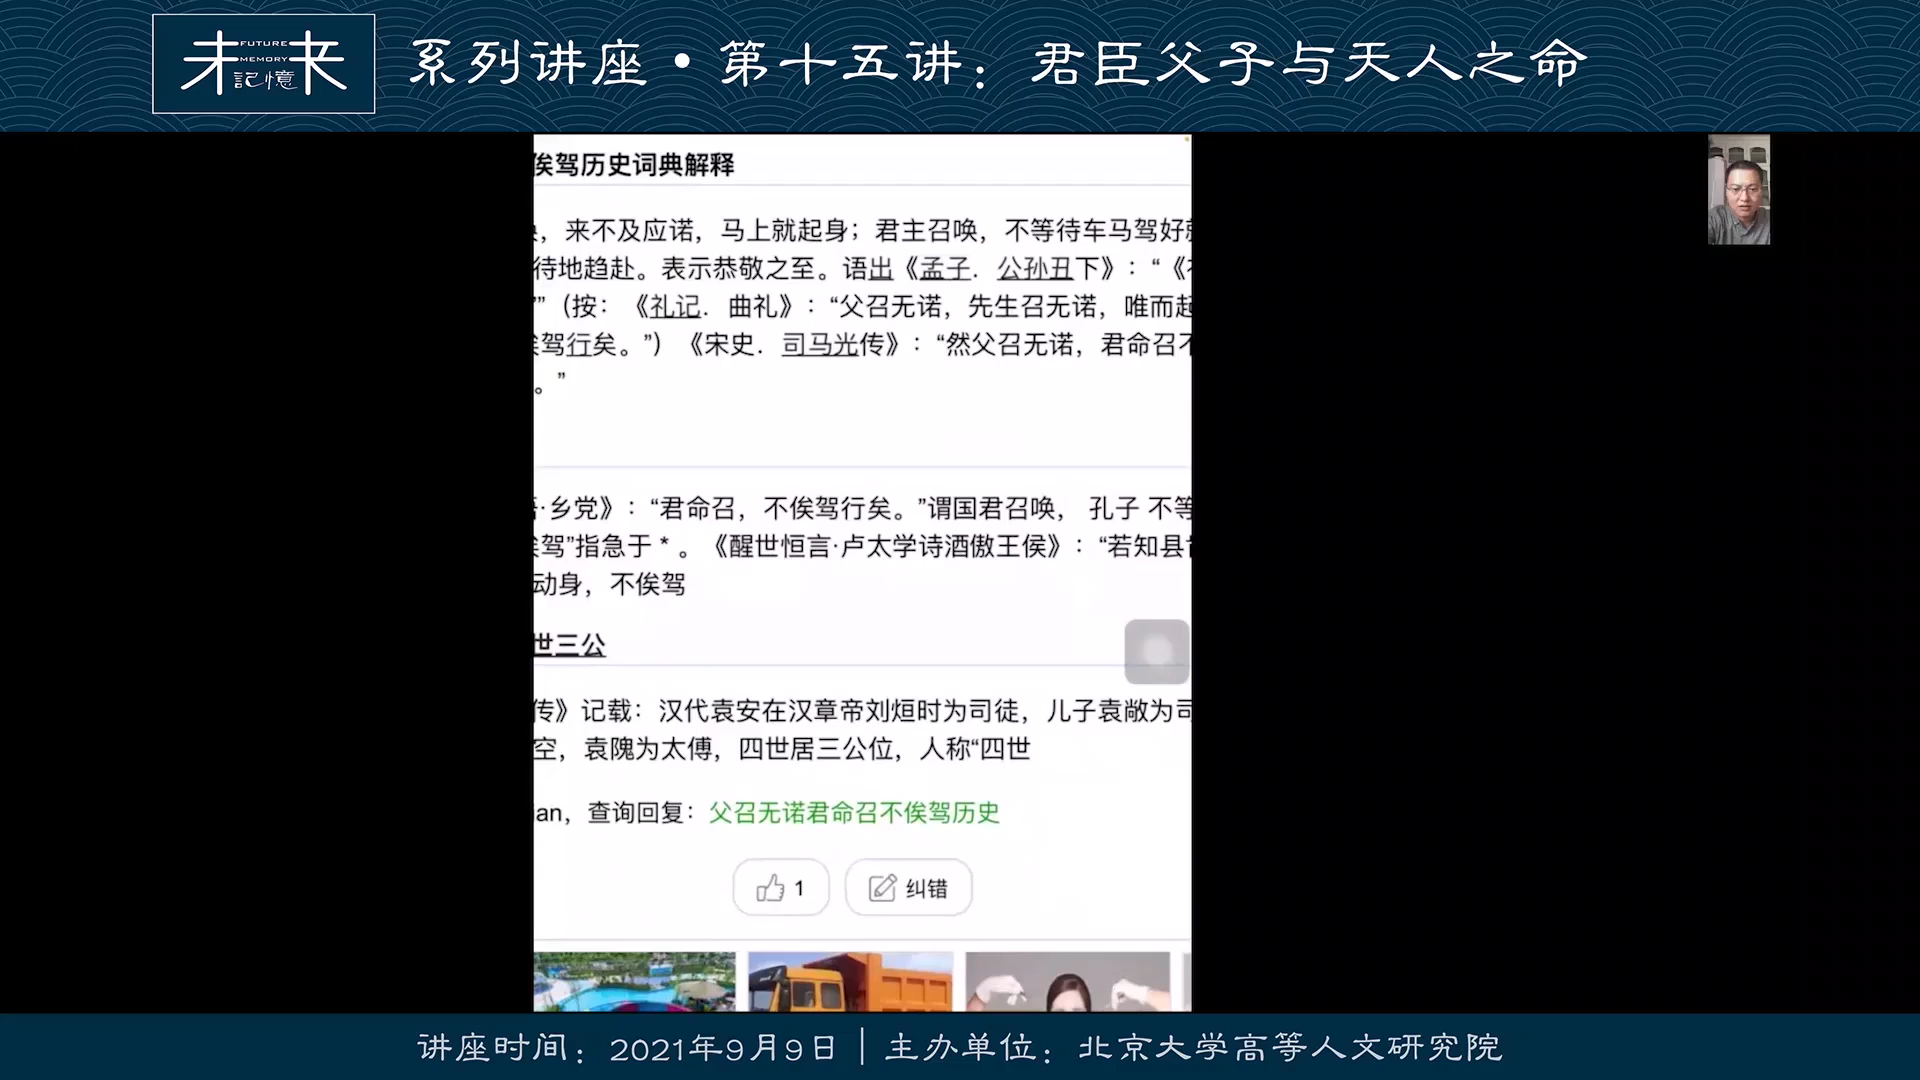 未来
FUTURE
MEMORY
記憶
系列讲座·第十五讲：君臣父子与天人之命
俟驾历史词典解释
，来不及应诺，马上就起身；君主召唤，不等待车马驾好
待地趋赴。表示恭敬之至。语出《孟子．公孙丑下》：“《
”（按：《礼记．曲礼》：“父召无诺，先生召无诺，唯而起
驾行矣。”）《宋史．司马光传》：“然父召无诺，君命召不
。”
·乡党》：“君命召，不俟驾行矣。”谓国君召唤， 孔子 不等
驾”指急于 * 。《醒世恒言·卢太学诗酒傲王侯》：“若知县
动身，不俟驾
世三公
传》记载：汉代袁安在汉章帝刘烜时为司徒，儿子袁敞为司
空，袁隗为太傅，四世居三公位，人称“四世
an，查询回复：父召无诺君命召不俟驾历史
1
纠错
讲座时间：2021年9月9日｜主办单位：北京大学高等人文研究院